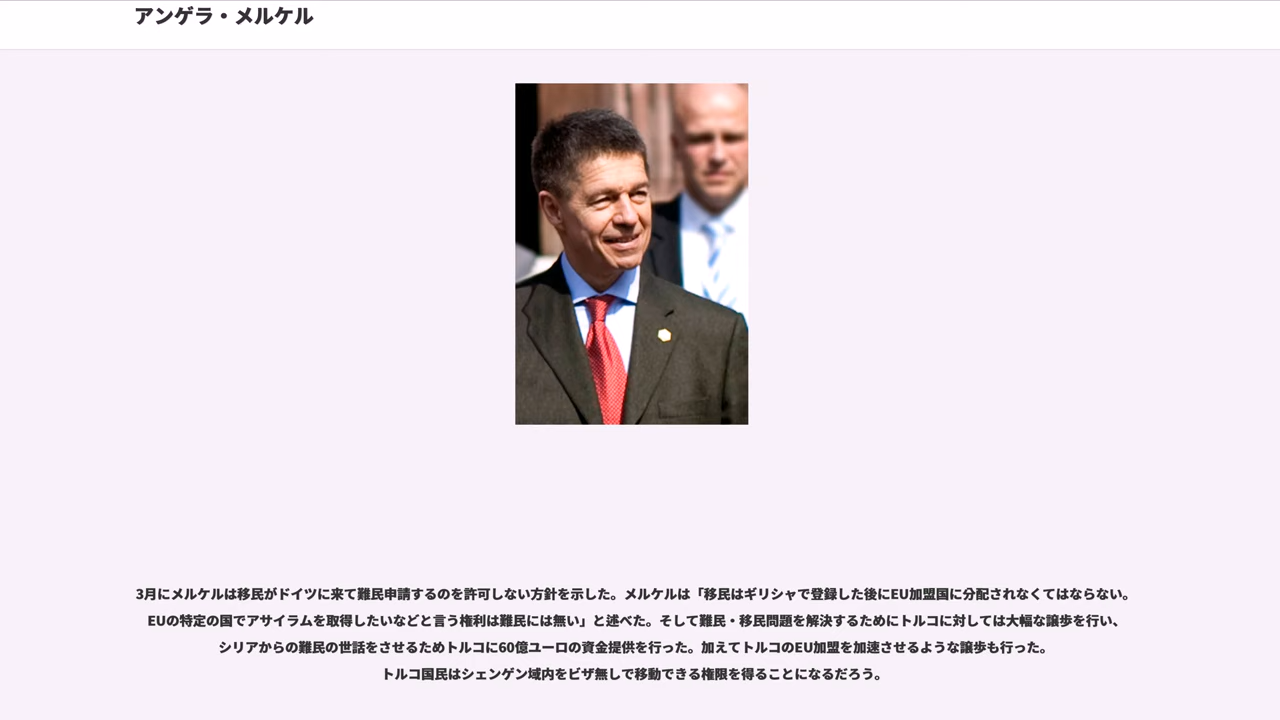 アンゲラ・メルケル
3月にメルケルは移民がドイツに来て難民申請するのを許可しない方針を示した。メルケルは「移民はギリシャで登録した後にEU加盟国に分配されなくてはならない。
EUの特定の国でアサイラムを取得したいなどと言う権利は難民には無い」と述べた。そして難民・移民問題を解決するためにトルコに対しては大幅な譲歩を行い、
シリアからの難民の世話をさせるためトルコに60億ユーロの資金提供を行った。加えてトルコのEU加盟を加速させるような譲歩も行った。
トルコ国民はシェンゲン域内をビザ無しで移動できる権限を得ることになるだろう。